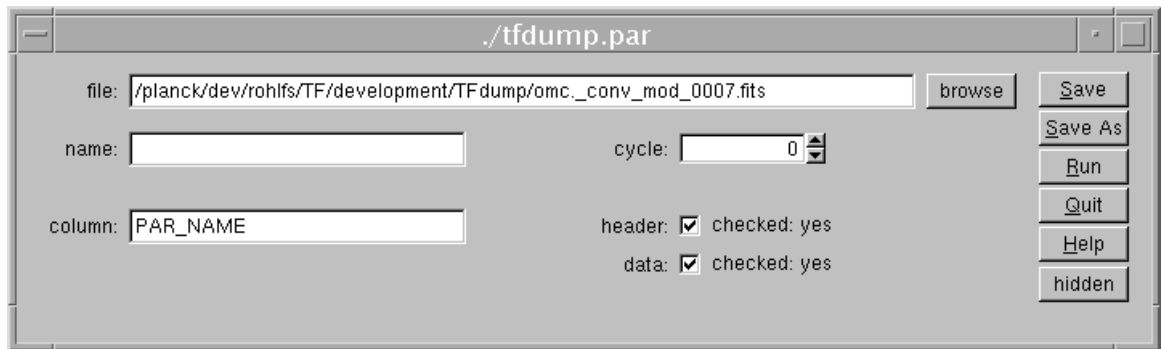 ./tfdump.par
file: /planck/dev/rohlfs/TF/development/TFdump/omc._conv_mod_0007.fits browse Save
Save As
name: cycle: 0
Run
Quit
column: PAR_NAME header: checked: yes
Help
data: checked: yes
hidden